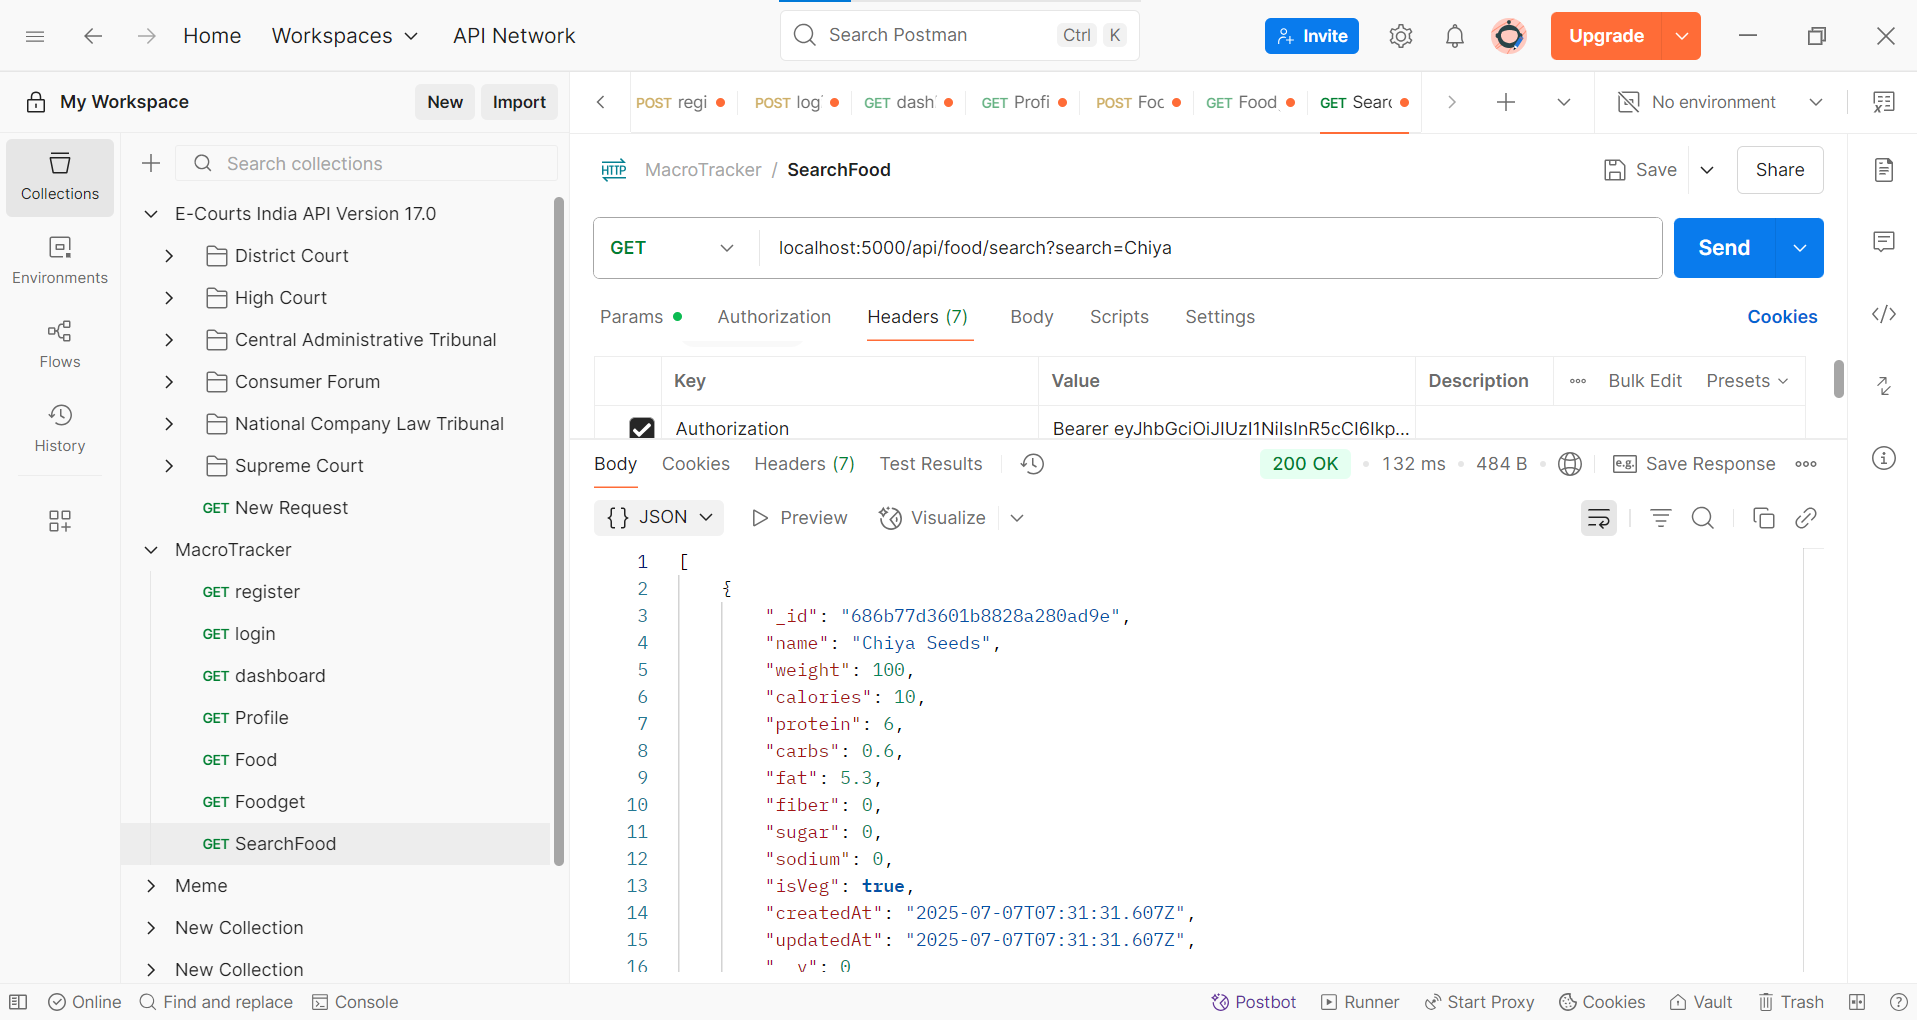 Home Workspaces API Network Search Postman Ctrl K Invite Upgrade
My Workspace New Import
POST regi POST log GET dash GET Profi POST Foo GET Food GET Searc No environment
Collections
Environments
Flows
History
Search collections
E-Courts India API Version 17.0
District Court
High Court
Central Administrative Tribunal
Consumer Forum
National Company Law Tribunal
Supreme Court
GET New Request
MacroTracker
GET register
GET login
GET dashboard
GET Profile
GET Food
GET Foodget
GET SearchFood
Meme
New Collection
New Collection
HTTP MacroTracker / SearchFood Save Share
GET localhost:5000/api/food/search?search=Chiya Send
Params Authorization Headers (7) Body Scripts Settings Cookies
Key Value Description Bulk Edit Presets
Authorization Bearer eyJhbGciOiJIUzI1NiIsInR5cCI6Ikp...
Body Cookies Headers (7) Test Results 200 OK 132 ms 484 B e.g. Save Response
{} JSON Preview Visualize
1 [
2 {
3 "_id": "686b77d3601b8828a280ad9e",
4 "name": "Chiya Seeds",
5 "weight": 100,
6 "calories": 10,
7 "protein": 6,
8 "carbs": 0.6,
9 "fat": 5.3,
10 "fiber": 0,
11 "sugar": 0,
12 "sodium": 0,
13 "isVeg": true,
14 "createdAt": "2025-07-07T07:31:31.607Z",
15 "updatedAt": "2025-07-07T07:31:31.607Z",
16 "__v": 0
Online Find and replace Console Postbot Runner Start Proxy Cookies Vault Trash